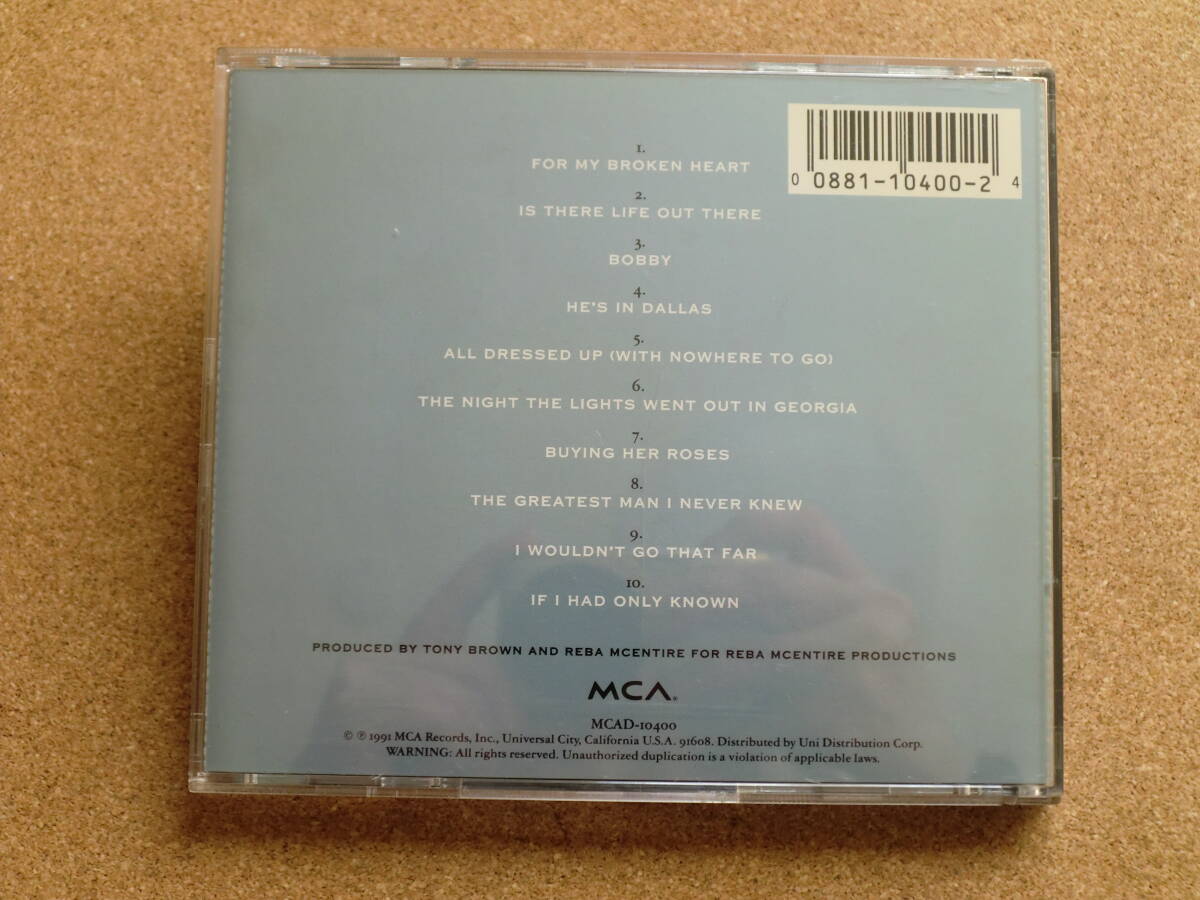 1.
FOR MY BROKEN HEART
2.
IS THERE LIFE OUT THERE
3.
BOBBY
4.
HE'S IN DALLAS
5.
ALL DRESSED UP (WITH NOWHERE TO GO)
6.
THE NIGHT THE LIGHTS WENT OUT IN GEORGIA
7.
BUYING HER ROSES
8.
THE GREATEST MAN I NEVER KNEW
9.
I WOULDN'T GO THAT FAR
10.
IF I HAD ONLY KNOWN
0 0881-10400-2 4
PRODUCED BY TONY BROWN AND REBA MCENTIRE FOR REBA MCENTIRE PRODUCTIONS
MCA®
MCAD-10400
© ℗ 1991 MCA Records, Inc., Universal City, California U.S.A. 91608. Distributed by Uni Distribution Corp.
WARNING: All rights reserved. Unauthorized duplication is a violation of applicable laws.